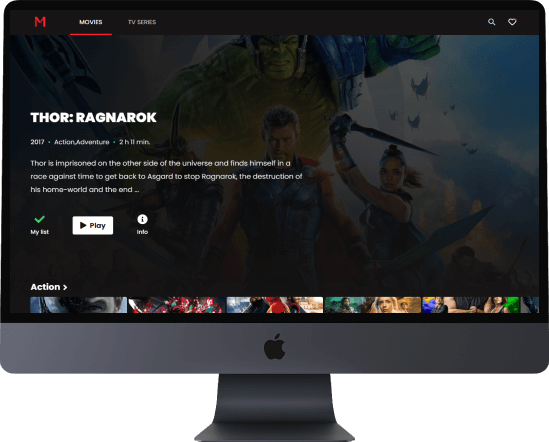 M MOVIES TV SERIES
THOR: RAGNAROK
2017 • Action,Adventure • 2 h 11 min.
Thor is imprisoned on the other side of the universe and finds himself in a
race against time to get back to Asgard to stop Ragnarok, the destruction of
his home-world and the end ...
My list Play Info
Action >